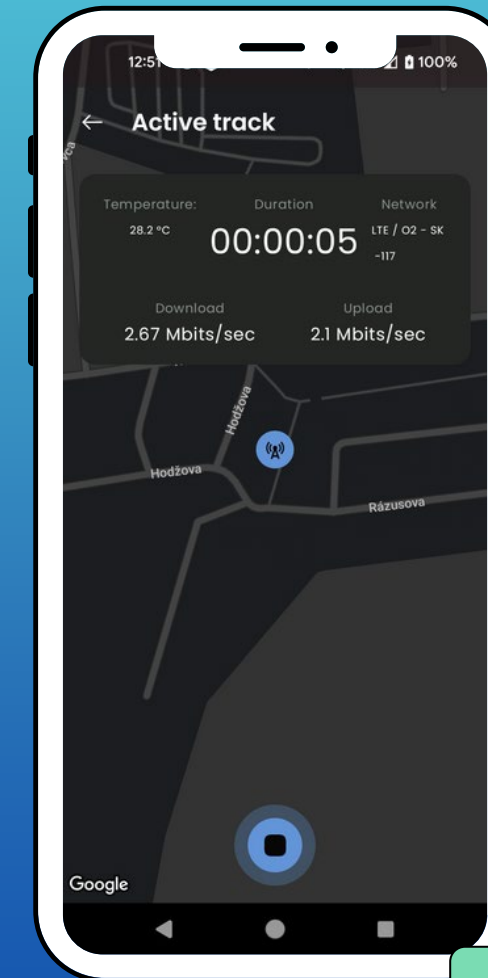 12:51
100%
Active track
Temperature:
Duration
Network
28.2 °C
00:00:05
LTE / O2 - SK
-117
Download
Upload
2.67 Mbits/sec
2.1 Mbits/sec
Hodžova
Hodžova
Rázusova
Google